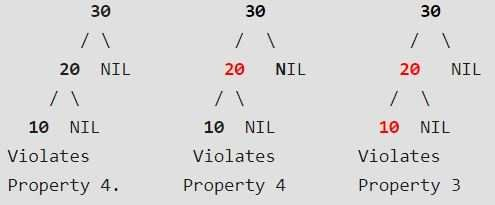 30 30 30
/ \ / \ / \
20 NIL 20 NIL 20 NIL
/ \ / \ / \
10 NIL 10 NIL 10 NIL
Violates Violates Violates
Property 4. Property 4 Property 3